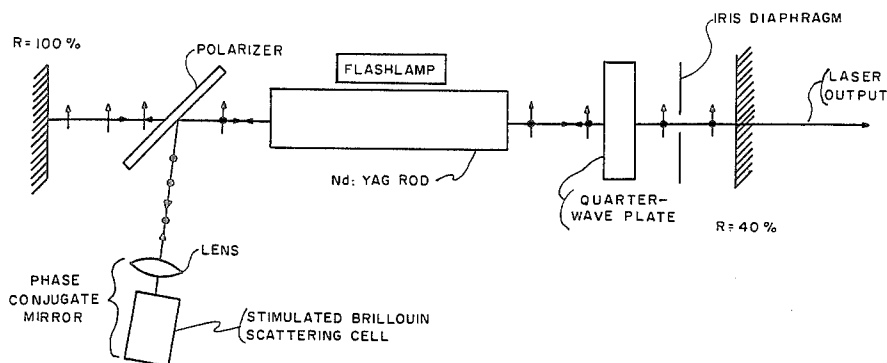 IRIS DIAPHRAGM
R=100%
POLARIZER
FLASHLAMP
LASER
OUTPUT
Nd: YAG ROD
QUARTER-
WAVE PLATE
R=40%
LENS
PHASE
CONJUGATE
MIRROR
STIMULATED BRILLOUIN
SCATTERING CELL